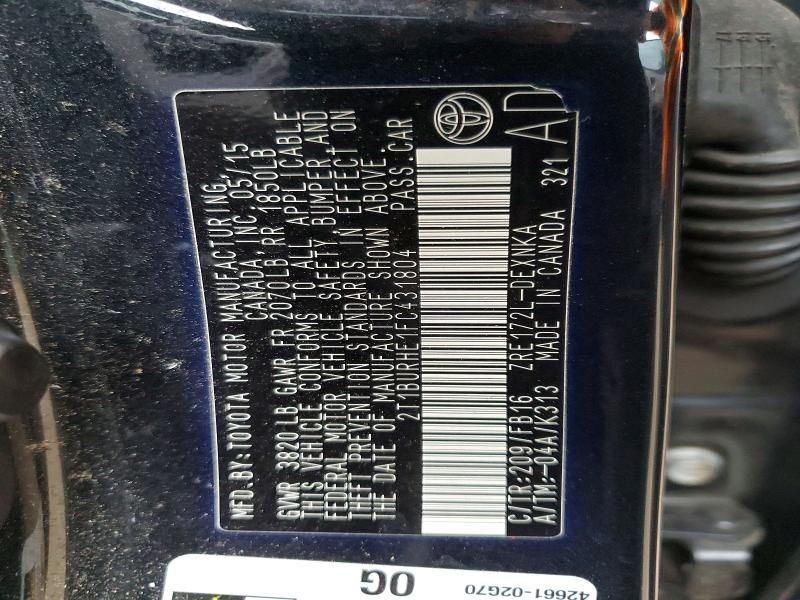 MFD.BY:TOYOTA MOTOR MANUFACTURING,
CANADA, INC. 05/15
GVWR 3820LB GAWR FR 2070LB RR 1850LB
THIS VEHICLE CONFORMS TO ALL APPLICABLE
FEDERAL MOTOR VEHICLE SAFETY, BUMPER, AND
THEFT PREVENTION STANDARDS IN EFFECT ON
THE DATE OF MANUFACTURE SHOWN ABOVE.
2T1BURHE1FC431804 PASS.CAR
C/TR:209/FB16 ZRE172L-DEXNKA
A/TM:-04A/K313 MADE IN CANADA 321
AD
OG
42661-02G70